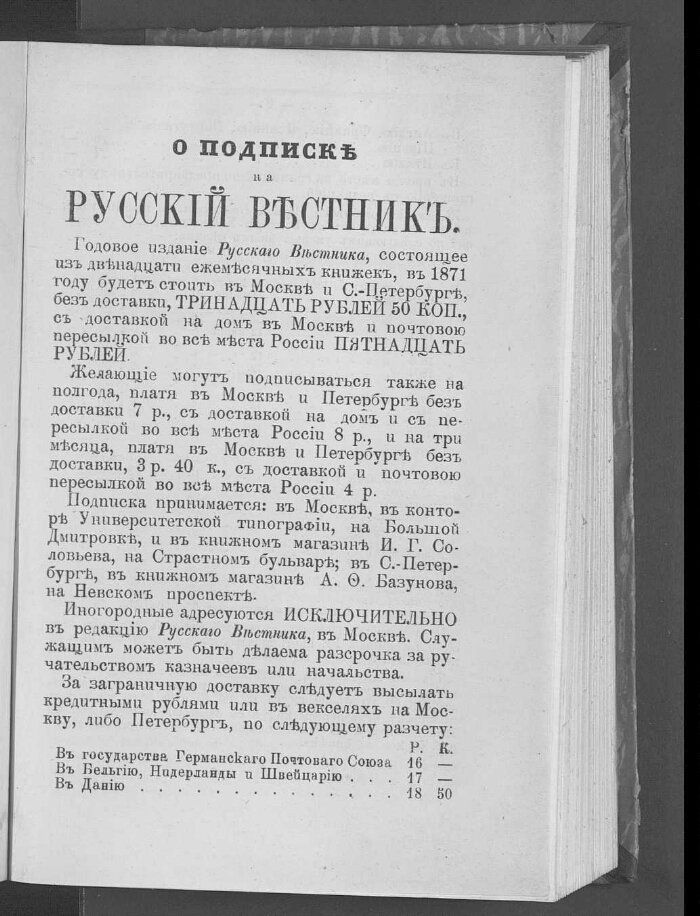 О ПОДПИСКѢ
на
РУССКІЙ ВѢСТНИКЪ.
Годовое изданіе Русскаго Вѣстника, состоящее
изъ двѣнадцати ежемѣсячныхъ книжекъ, въ 1871
году будетъ стоить въ Москвѣ и С.-Петербургѣ,
безъ доставки, ТРИНАДЦАТЬ РУБЛЕЙ 50 КОП.,
съ доставкой на домъ въ Москвѣ и почтовою
пересылкой во всѣ мѣста Россіи ПЯТНАДЦАТЬ
РУБЛЕЙ.
Желающіе могутъ подписываться также на
полгода, платя въ Москвѣ и Петербургѣ безъ
доставки 7 р., съ доставкой на домъ и съ пе-
ресылкой во всѣ мѣста Россіи 8 р., и на три
мѣсяца, платя въ Москвѣ и Петербургѣ безъ
доставки, 3 р. 40 к., съ доставкой и почтовою
пересылкой во всѣ мѣста Россіи 4 р.
Подписка принимается: въ Москвѣ, въ конто-
рѣ Университетской типографіи, на Большой
Дмитровкѣ, и въ книжномъ магазинѣ И. Г. Со-
ловьева, на Страстномъ бульварѣ; въ С.-Петер-
бургѣ, въ книжномъ магазинѣ А. Ѳ. Базунова,
на Невскомъ проспектѣ.
Иногородные адресуются ИСКЛЮЧИТЕЛЬНО
въ редакцію Русскаго Вѣстника, въ Москвѣ. Слу-
жащимъ можетъ быть дѣлаема разсрочка за ру-
чательствомъ казначеевъ или начальства.
За заграничную доставку слѣдуетъ высылать
кредитными рублями или въ векселяхъ на Мос-
кву, либо Петербургъ, по слѣдующему разчету:
Р. К.
Въ государства Германскаго Почтоваго Союза 16 —
Въ Бельгію, Нидерланды и Швейцарію . . . 17 —
Въ Данію . . . . . . . . . . . . . . 18 50